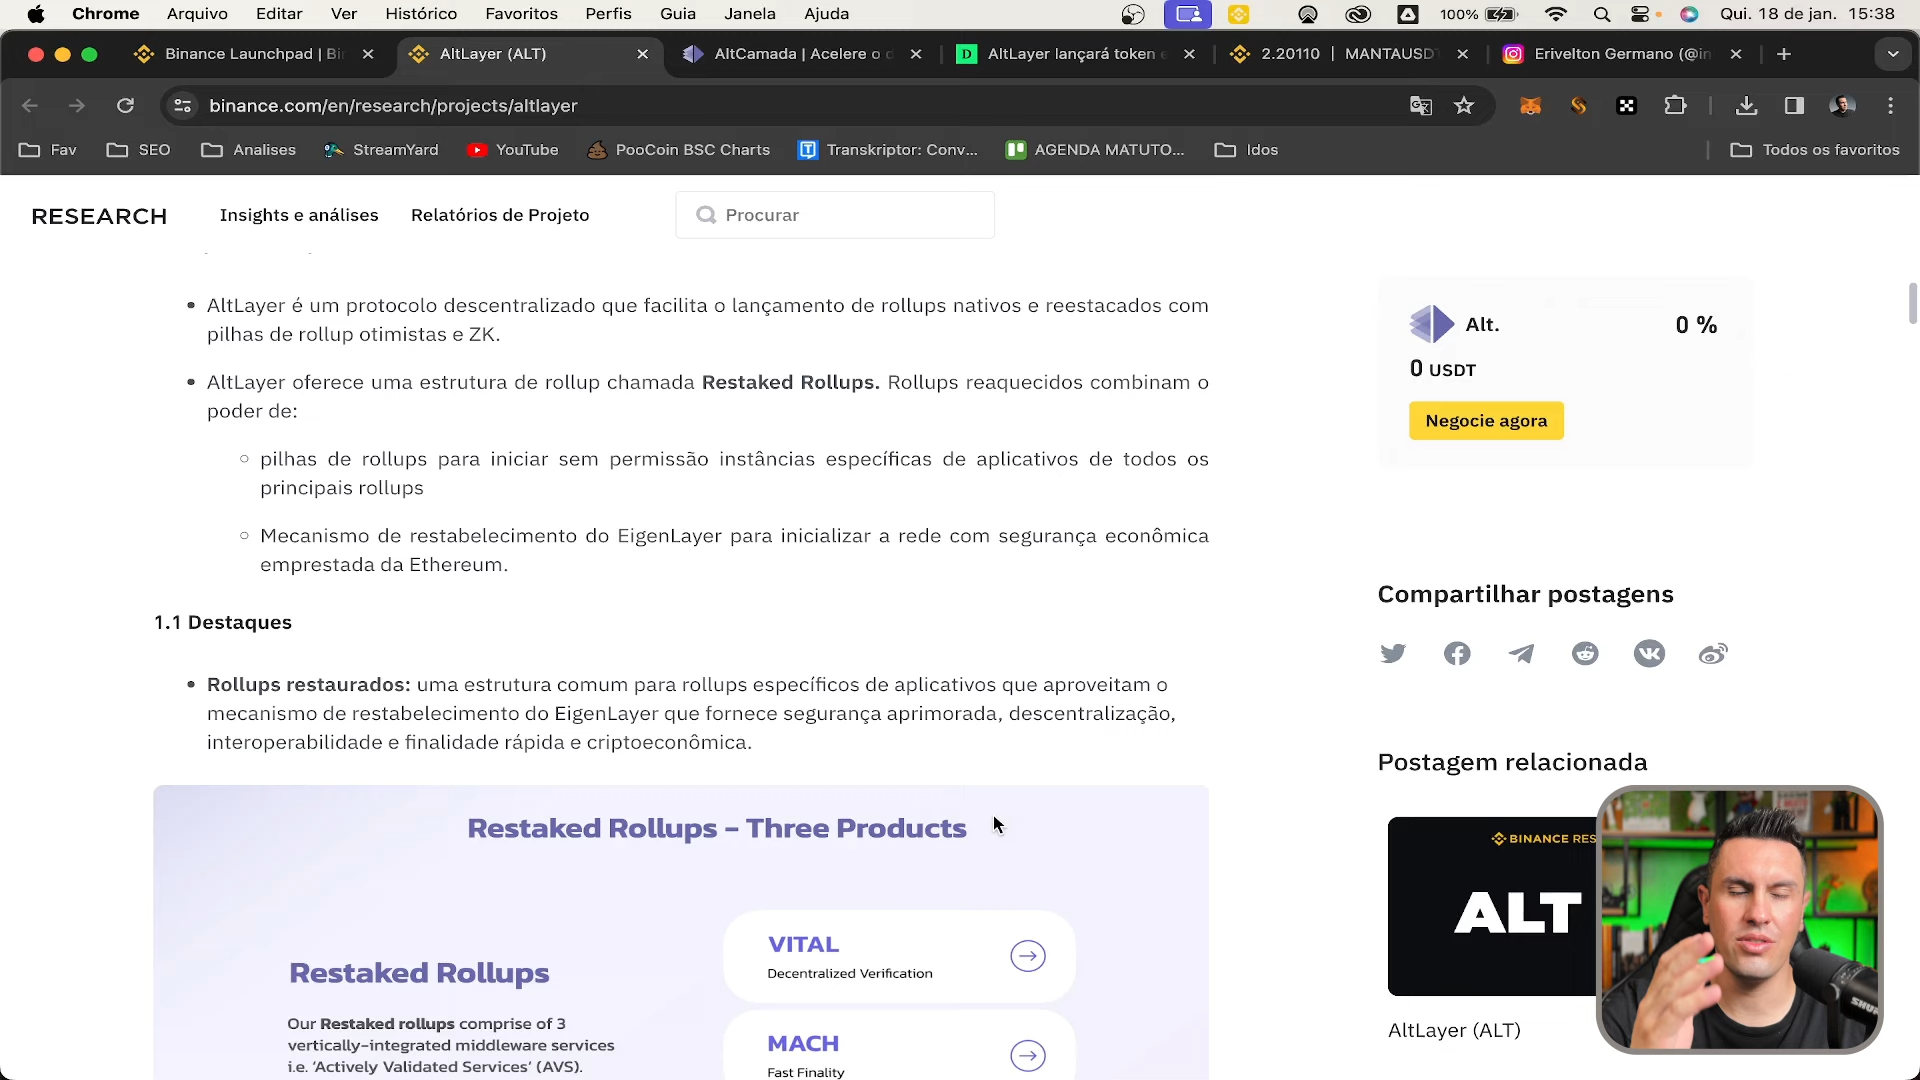 Chrome Arquivo Editar Ver Histórico Favoritos Perfis Guia Janela Ajuda 100% Qui. 18 de jan. 15:38
Binance Launchpad | Bi AltLayer (ALT) AltCamada | Acelere o d AltLayer lançará token e 2.20110 | MANTAUSD Erivelton Germano (@in
binance.com/en/research/projects/altlayer
Fav SEO Analises StreamYard YouTube PooCoin BSC Charts Transkriptor: Conv... AGENDA MATUTO... Idos Todos os favoritos
RESEARCH Insights e análises Relatórios de Projeto Procurar
AltLayer é um protocolo descentralizado que facilita o lançamento de rollups nativos e reestacados com
pilhas de rollup otimistas e ZK.
AltLayer oferece uma estrutura de rollup chamada Restaked Rollups. Rollups reaquecidos combinam o
poder de:
pilhas de rollups para iniciar sem permissão instâncias específicas de aplicativos de todos os
principais rollups
Mecanismo de restabelecimento do EigenLayer para inicializar a rede com segurança econômica
emprestada da Ethereum.
1.1 Destaques
Rollups restaurados: uma estrutura comum para rollups específicos de aplicativos que aproveitam o
mecanismo de restabelecimento do EigenLayer que fornece segurança aprimorada, descentralização,
interoperabilidade e finalidade rápida e criptoeconômica.
Restaked Rollups – Three Products
Restaked Rollups
Our Restaked rollups comprise of 3
vertically-integrated middleware services
i.e. 'Actively Validated Services' (AVS).
VITAL
Decentralized Verification
MACH
Fast Finality
Alt. 0 %
0 USDT
Negocie agora
Compartilhar postagens
Postagem relacionada
BINANCE RES
ALT
AltLayer (ALT)